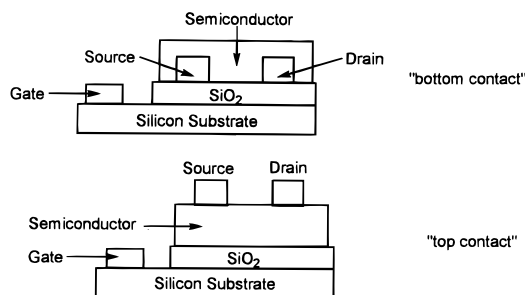 Semiconductor
Source
Drain
"bottom contact"
Gate
SiO2
Silicon Substrate
Source
Drain
Semiconductor
"top contact"
Gate
SiO2
Silicon Substrate